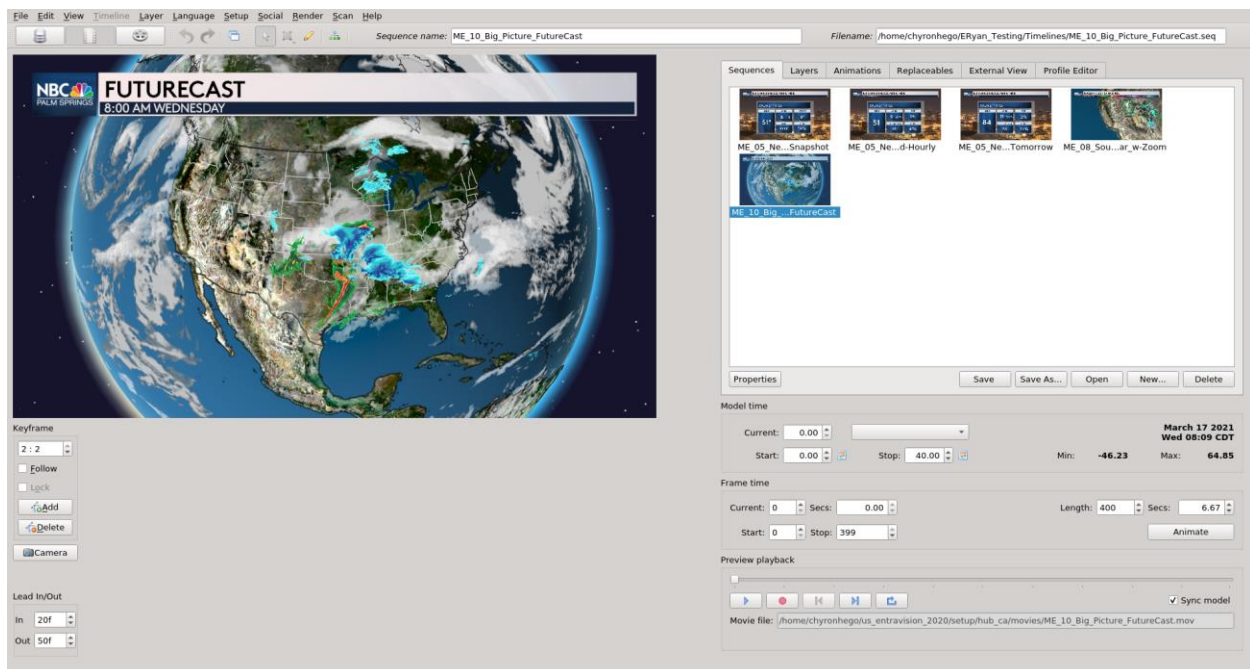 File Edit View Timeline Layer Language Setup Social Render Scan Help
Sequence name: ME_10_Big_Picture_FutureCast Filename: /home/chyronhego/ERyan_Testing/Timelines/ME_10_Big_Picture_FutureCast.seq
NBC FUTURECAST
PALM SPRINGS 8:00 AM WEDNESDAY
Sequences Layers Animations Replaceables External View Profile Editor
ME_05_Ne...Snapshot ME_05_Ne...d-Hourly ME_05_Ne...Tomorrow ME_08_Sou...ar_w-Zoom
ME_10_Big_...FutureCast
Properties Save Save As... Open New... Delete
Keyframe
2 : 2
Follow
Lock
Add
Delete
Camera
Lead In/Out
In 20f
Out 50f
Model time
Current: 0.00 March 17 2021
Wed 08:09 CDT
Start: 0.00 Stop: 40.00 Min: -46.23 Max: 64.85
Frame time
Current: 0 Secs: 0.00 Length: 400 Secs: 6.67
Start: 0 Stop: 399 Animate
Preview playback
Sync model
Movie file: /home/chyronhego/us_entravision_2020/setup/hub_ca/movies/ME_10_Big_Picture_FutureCast.mov